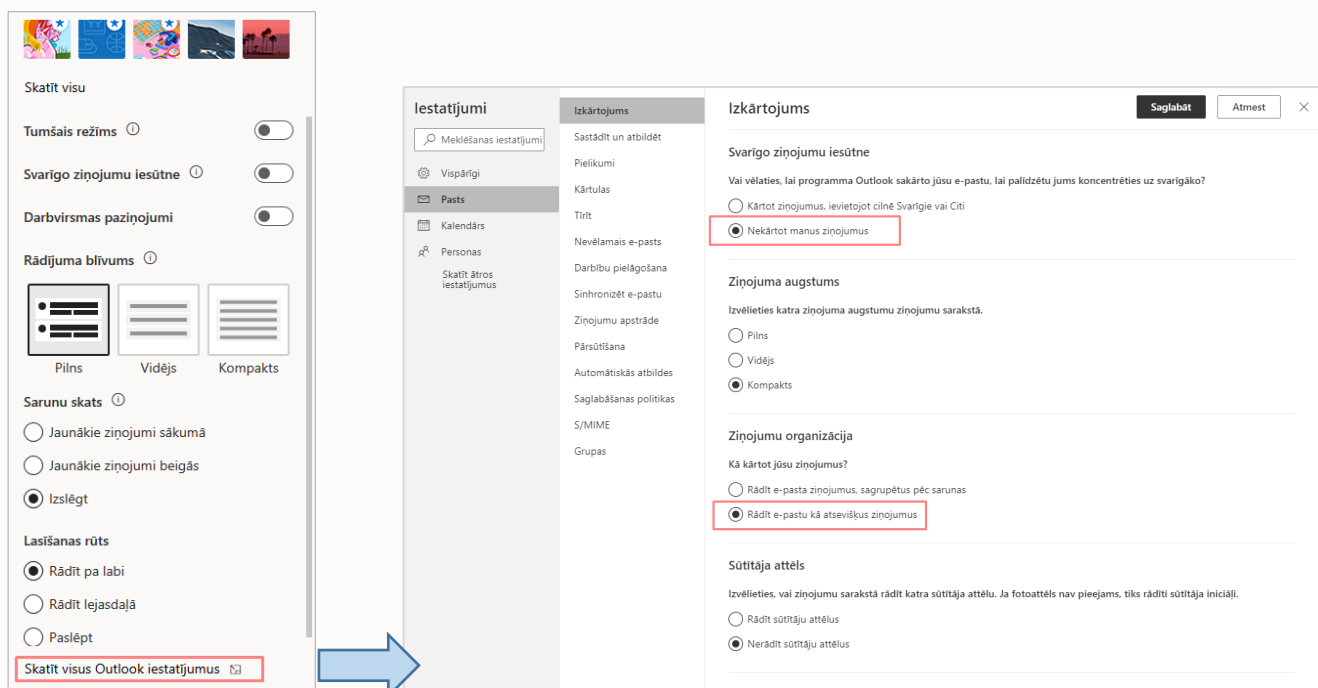 Skatīt visu
Tumšais režīms
Svarīgo ziņojumu iesūtne
Darbvirsmas paziņojumi
Rādījuma blīvums
Pilns
Vidējs
Kompakts
Sarunu skats
Jaunākie ziņojumi sākumā
Jaunākie ziņojumi beigās
Izslēgt
Lasīšanas rūts
Rādīt pa labi
Rādīt lejasdaļā
Paslēpt
Skatīt visus Outlook iestatījumus
Iestatījumi
Meklēšanas iestatījumi
Vispārīgi
Pasts
Kalendārs
Personas
Skatīt ātros
iestatījumus
Izkārtojums
Sastādīt un atbildēt
Pielikumi
Kārtulas
Tīrīt
Nevēlamais e-pasts
Darbību pielāgošana
Sinhronizēt e-pastu
Ziņojumu apstrāde
Pārsūtīšana
Automātiskās atbildes
Saglabāšanas politikas
S/MIME
Grupas
Izkārtojums
Saglabāt
Atmest
Svarīgo ziņojumu iesūtne
Vai vēlaties, lai programma Outlook sakārto jūsu e-pastu, lai palīdzētu jums koncentrēties uz svarīgāko?
Kārtot ziņojumus, ievietojot cilnē Svarīgie vai Citi
Nekārtot manus ziņojumus
Ziņojuma augstums
Izvēlieties katra ziņojuma augstumu ziņojumu sarakstā.
Pilns
Vidējs
Kompakts
Ziņojumu organizācija
Kā kārtot jūsu ziņojumus?
Rādīt e-pasta ziņojumus, sagrupētus pēc sarunas
Rādīt e-pastu kā atsevišķus ziņojumus
Sūtītāja attēls
Izvēlieties, vai ziņojumu sarakstā rādīt katra sūtītāja attēlu. Ja fotoattēls nav pieejams, tiks rādīti sūtītāja iniciāļi.
Rādīt sūtītāju attēlus
Nerādīt sūtītāju attēlus